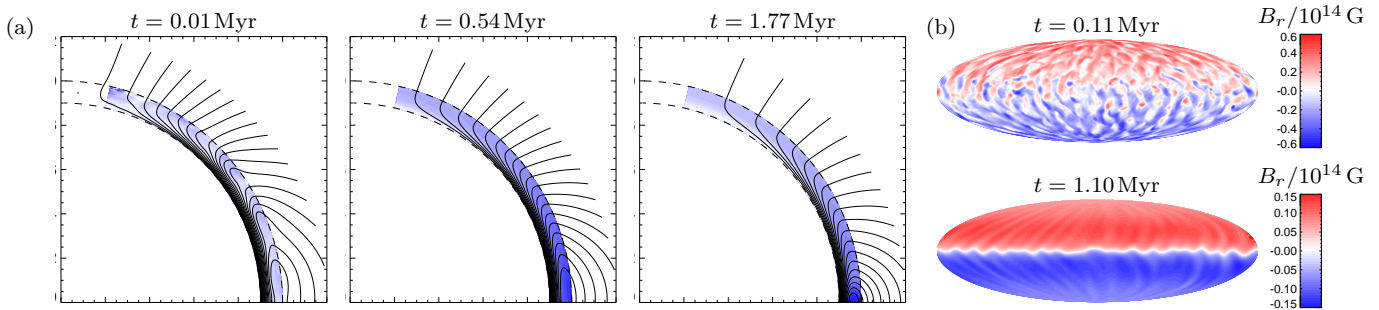 (a)
t = 0.01 Myr
t = 0.54 Myr
t = 1.77 Myr
(b)
t = 0.11 Myr
B_r/10^14 G
0.6
0.4
0.2
-0.0
-0.2
-0.4
-0.6
t = 1.10 Myr
B_r/10^14 G
0.15
0.10
0.05
-0.00
-0.05
-0.10
-0.15